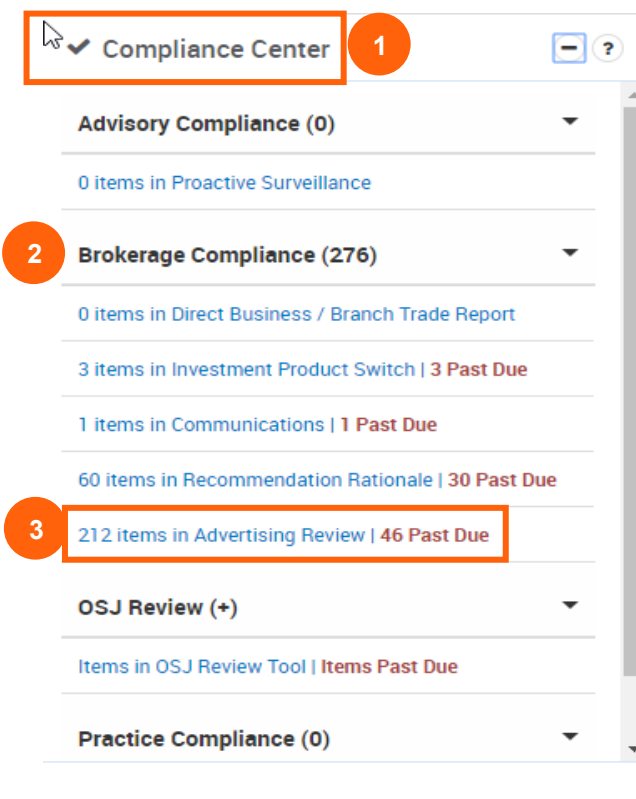 Compliance Center 1 ?
Advisory Compliance (0)
0 items in Proactive Surveillance
2 Brokerage Compliance (276)
0 items in Direct Business / Branch Trade Report
3 items in Investment Product Switch | 3 Past Due
1 items in Communications | 1 Past Due
60 items in Recommendation Rationale | 30 Past Due
3 212 items in Advertising Review | 46 Past Due
OSJ Review (+)
Items in OSJ Review Tool | Items Past Due
Practice Compliance (0)